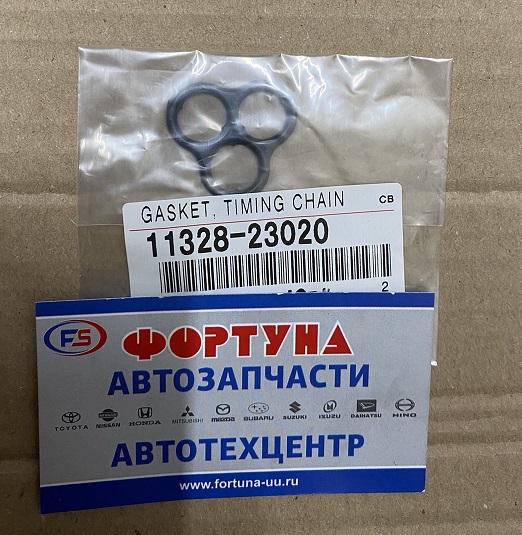 GASKET, TIMING CHAIN CB
11328-23020
2
FS ФОРТУНА
АВТОЗАПЧАСТИ
TOYOTA NISSAN HONDA MITSUBISHI MAZDA SUBARU SUZUKI ISUZU DAIHATSU HINO
АВТОТЕХЦЕНТР
www.fortuna-uu.ru